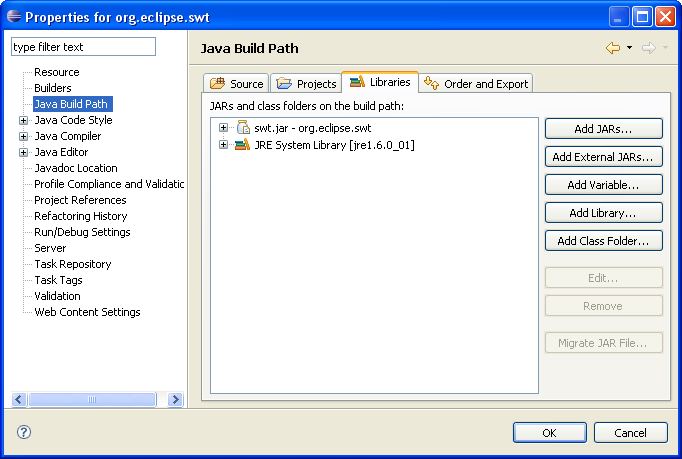 Properties for org.eclipse.swt
type filter text
Resource
Builders
Java Build Path
Java Code Style
Java Compiler
Java Editor
Javadoc Location
Profile Compliance and Validatic
Project References
Refactoring History
Run/Debug Settings
Server
Task Repository
Task Tags
Validation
Web Content Settings
Java Build Path
Source
Projects
Libraries
Order and Export
JARs and class folders on the build path:
swt.jar - org.eclipse.swt
JRE System Library [jre1.6.0_01]
Add JARs...
Add External JARs...
Add Variable...
Add Library...
Add Class Folder...
Edit...
Remove
Migrate JAR File...
?
OK
Cancel